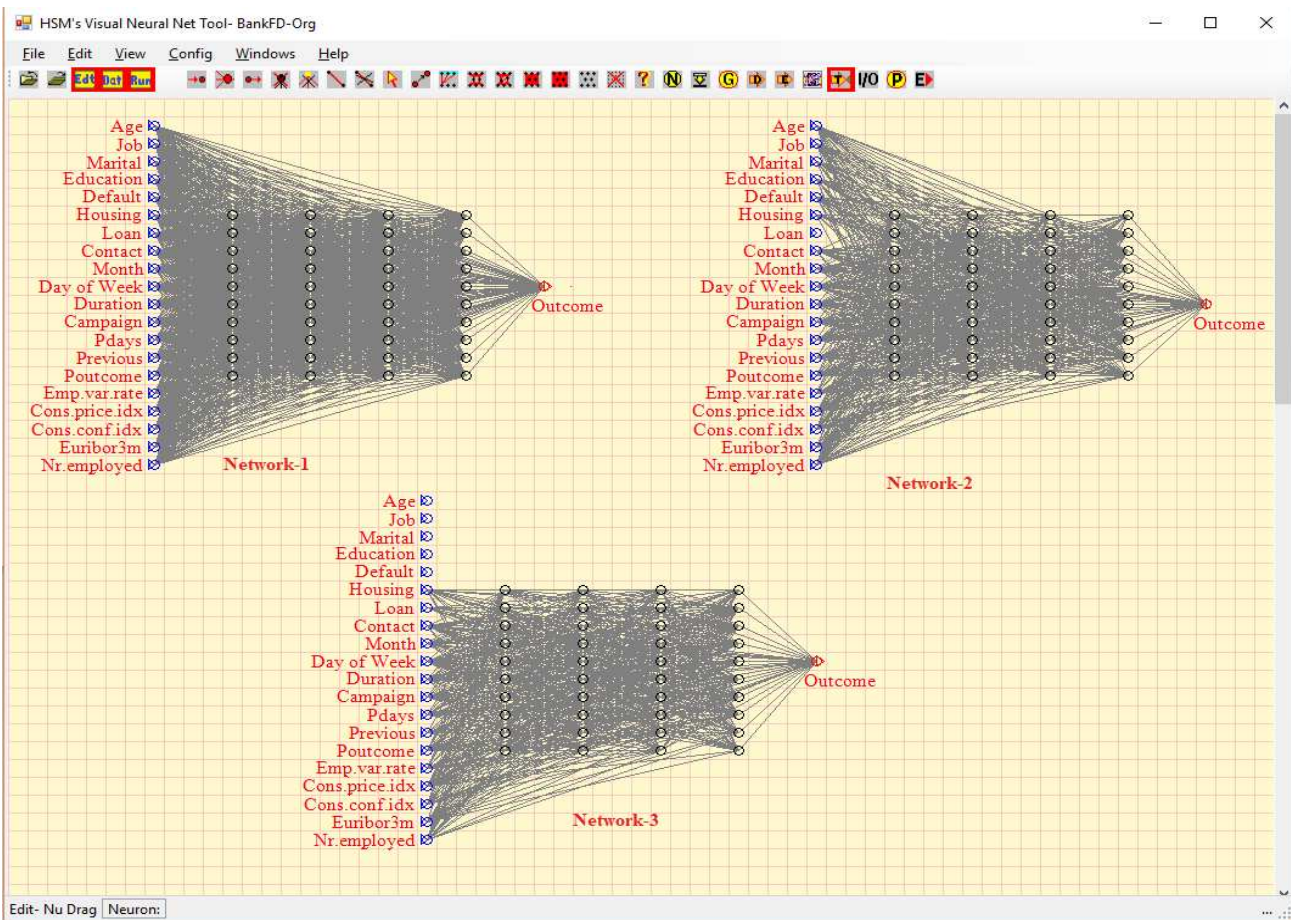 HSM's Visual Neural Net Tool- BankFD-Org
File Edit View Config Windows Help
Edt Dat Run ? N G D T I/O P E
Age
Job
Marital
Education
Default
Housing
Loan
Contact
Month
Day of Week
Duration
Campaign
Pdays
Previous
Poutcome
Emp.var.rate
Cons.price.idx
Cons.conf.idx
Euribor3m
Nr.employed
Outcome
Network-1
Age
Job
Marital
Education
Default
Housing
Loan
Contact
Month
Day of Week
Duration
Campaign
Pdays
Previous
Poutcome
Emp.var.rate
Cons.price.idx
Cons.conf.idx
Euribor3m
Nr.employed
Outcome
Network-2
Age
Job
Marital
Education
Default
Housing
Loan
Contact
Month
Day of Week
Duration
Campaign
Pdays
Previous
Poutcome
Emp.var.rate
Cons.price.idx
Cons.conf.idx
Euribor3m
Nr.employed
Outcome
Network-3
Edit- Nu Drag Neuron: ...